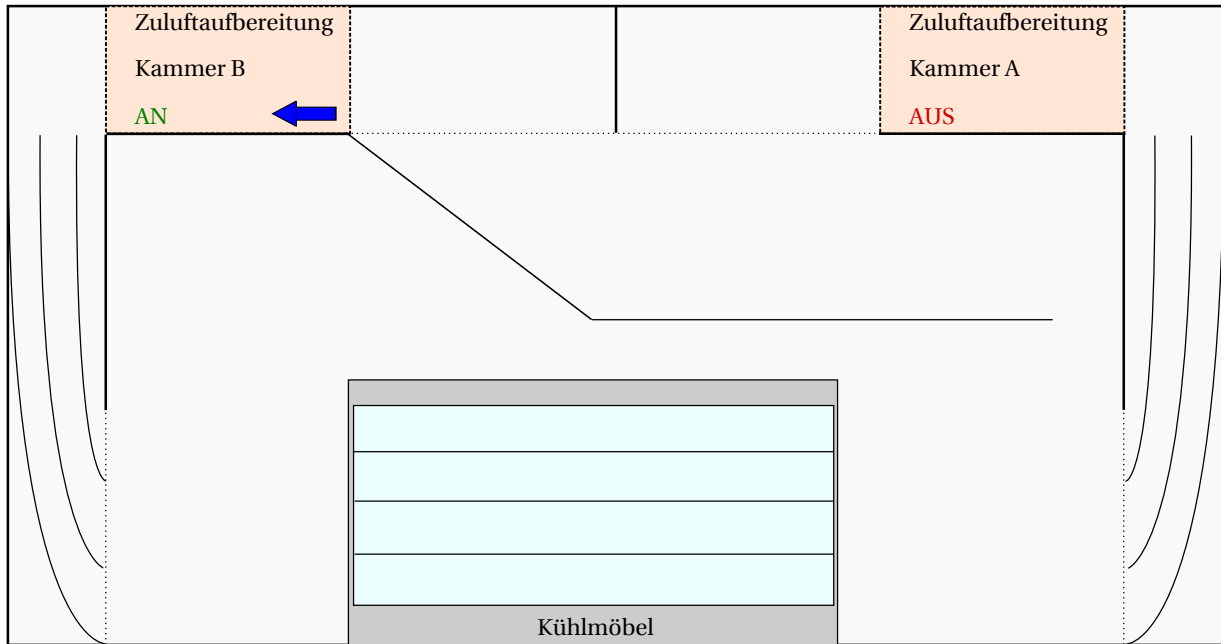 Zuluftaufbereitung
Kammer B
AN
Zuluftaufbereitung
Kammer A
AUS
Kühlmöbel